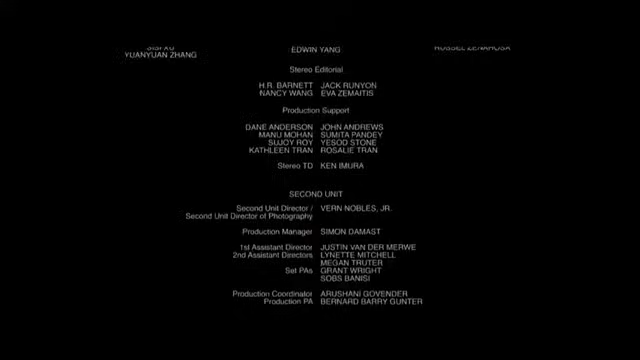 YUANYUAN ZHANG
EDWIN YANG
Stereo Editorial
H.R. BARNETT JACK RUNYON
NANCY WANG EVA ZEMAITIS
Production Support
DANE ANDERSON JOHN ANDREWS
MANU MOHAN SUMITA PANDEY
SUJOY ROY YESOD STONE
KATHLEEN TRAN ROSALIE TRAN
Stereo TD KEN IMURA
SECOND UNIT
Second Unit Director / VERN NOBLES, JR.
Second Unit Director of Photography
Production Manager SIMON DAMAST
1st Assistant Director JUSTIN VAN DER MERWE
2nd Assistant Directors LYNETTE MITCHELL
MEGAN TRUTER
Set PAs GRANT WRIGHT
SOBS BANISI
Production Coordinator ARUSHANI GOVENDER
Production PA BERNARD BARRY GUNTER